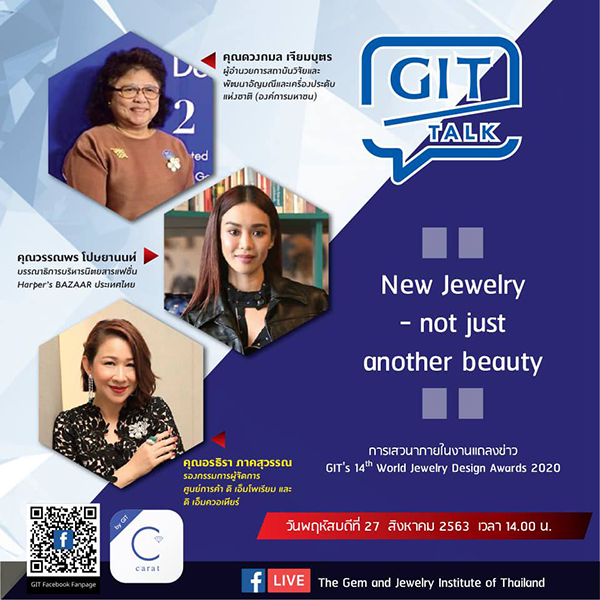 คุณดวงกมล เจียมบุตร
ผู้อำนวยการสถาบันวิจัยและ
พัฒนาอัญมณีและเครื่องประดับ
แห่งชาติ (องค์การมหาชน)
GIT
TALK
2
คุณวรรณพร โปษยานนท์
บรรณาธิการบริหารนิตยสารแฟชั่น
Harper's BAZAAR ประเทศไทย
New Jewelry
- not just
another beauty
คุณอรธิรา ภาคสุวรรณ
รองกรรมการผู้จัดการ
ศูนย์การค้า ดิ เอ็มโพเรียม และ
ดิ เอ็มควอเทียร์
การเสวนาภายในงานแถลงข่าว
GIT's 14th World Jewelry Design Awards 2020
วันพฤหัสบดีที่ 27 สิงหาคม 2563 เวลา 14.00 น.
GIT Facebook Fanpage
by GIT
C
carat
f LIVE The Gem and Jewelry Institute of Thailand